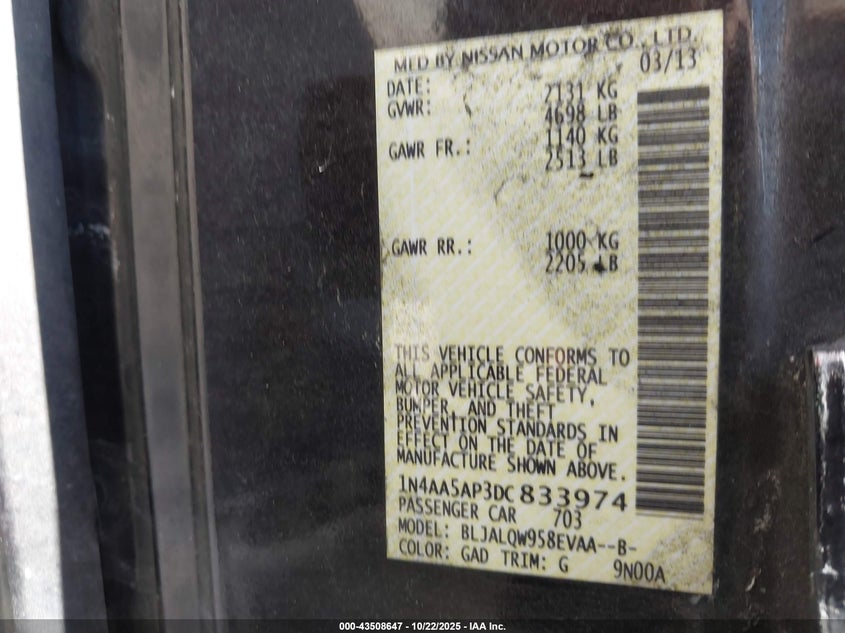 MFD BY NISSAN MOTOR CO., LTD.
DATE: 03/13
GVWR: 2131 KG
4698 LB
GAWR FR.: 1140 KG
2513 LB
GAWR RR.: 1000 KG
2205 LB
THIS VEHICLE CONFORMS TO
ALL APPLICABLE FEDERAL
MOTOR VEHICLE SAFETY,
BUMPER, AND THEFT
PREVENTION STANDARDS IN
EFFECT ON THE DATE OF
MANUFACTURE SHOWN ABOVE.
1N4AA5AP3DC833974
PASSENGER CAR 703
MODEL: BLJALQW958EVAA--B-
COLOR: GAD TRIM: G 9N00A
000-43508647 - 10/22/2025 - IAA Inc.